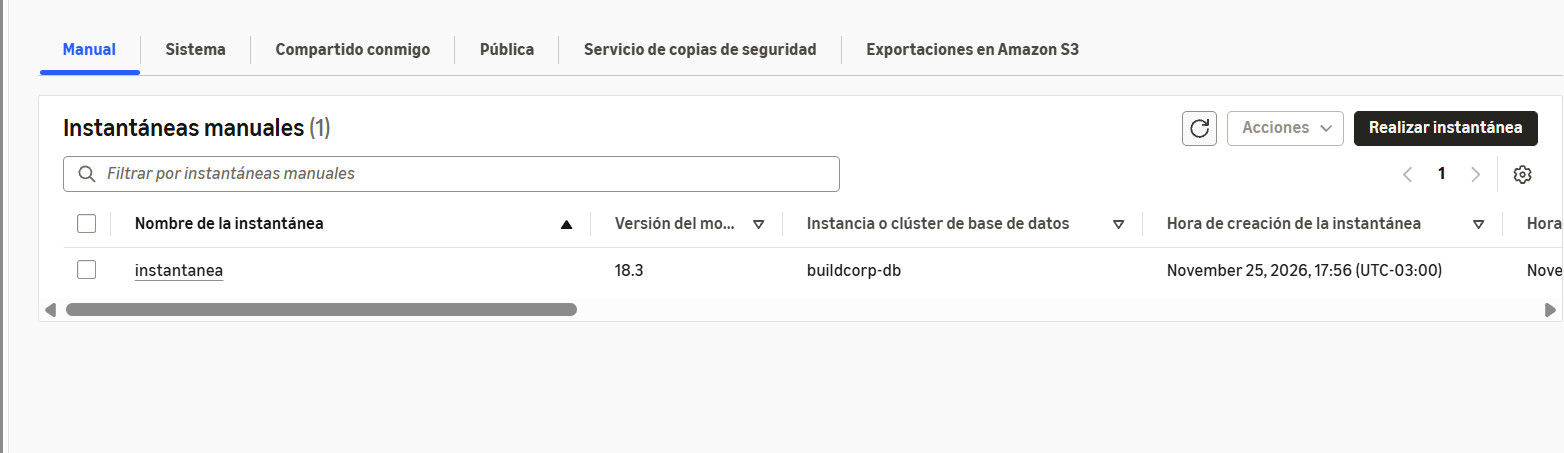 Manual Sistema Compartido conmigo Pública Servicio de copias de seguridad Exportaciones en Amazon S3
Instantáneas manuales (1) Acciones Realizar instantánea
Filtrar por instantáneas manuales 1
Nombre de la instantánea Versión del mo... Instancia o clúster de base de datos Hora de creación de la instantánea Hora
instantanea 18.3 buildcorp-db November 25, 2026, 17:56 (UTC-03:00) Nove